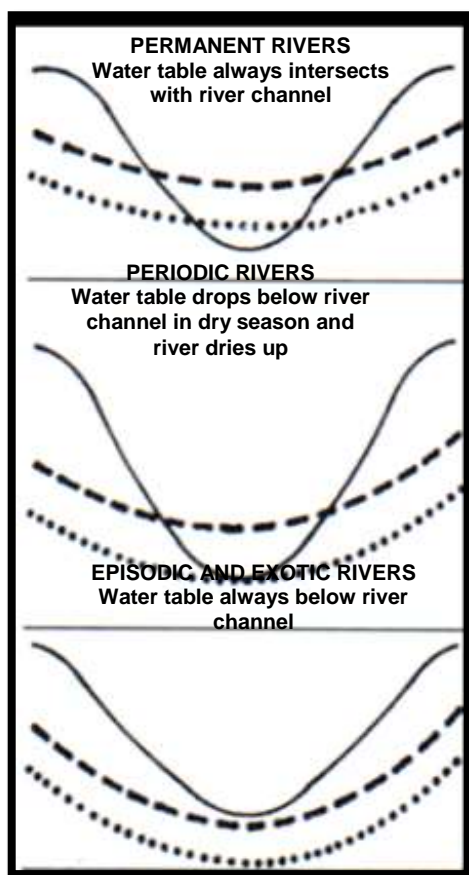 PERMANENT RIVERS
Water table always intersects
with river channel
PERIODIC RIVERS
Water table drops below river
channel in dry season and
river dries up
EPISODIC AND EXOTIC RIVERS
Water table always below river
channel